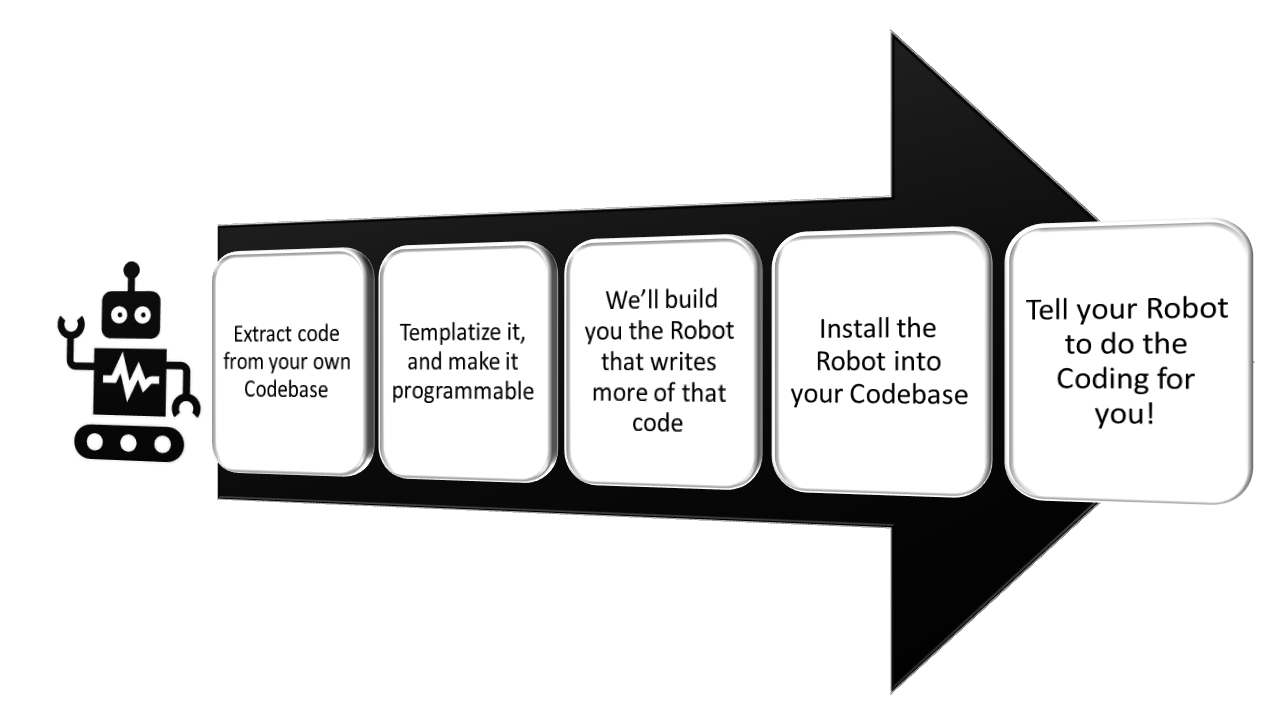 Extract code
from your own
Codebase
Templatize it,
and make it
programmable
We’ll build
you the Robot
that writes
more of that
code
Install the
Robot into
your Codebase
Tell your Robot
to do the
Coding for
you!